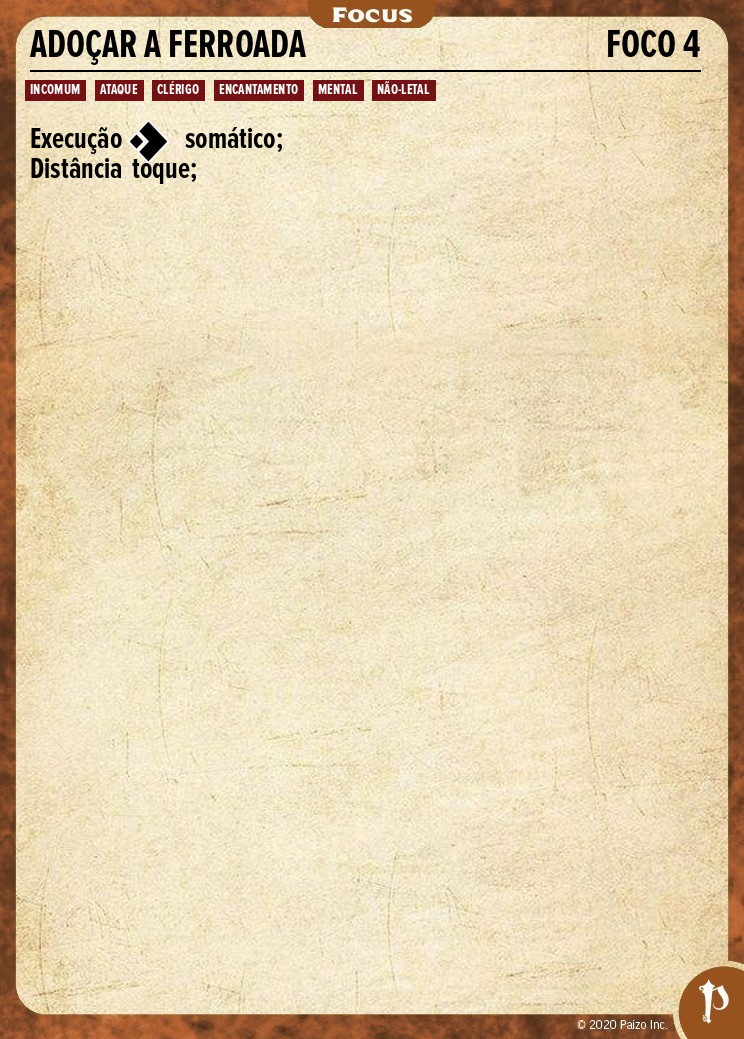 Focus
ADOÇAR A FERROADA FOCO 4
INCOMUM ATAQUE CLÉRIGO ENCANTAMENTO MENTAL NÃO-LETAL
Execução somático;
Distância toque;
© 2020 Paizo Inc.